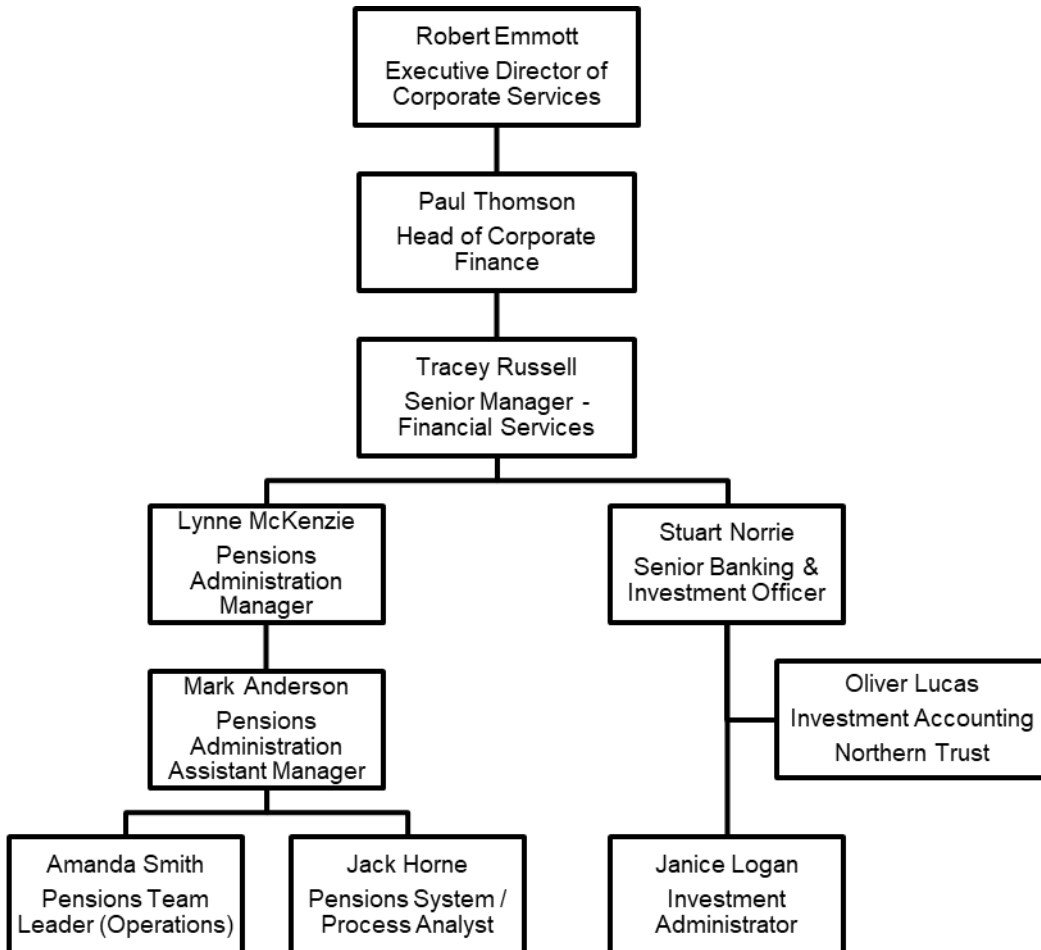 Robert Emmott
Executive Director of
Corporate Services
Paul Thomson
Head of Corporate
Finance
Tracey Russell
Senior Manager -
Financial Services
Lynne McKenzie
Pensions
Administration
Manager
Stuart Norrie
Senior Banking &
Investment Officer
Mark Anderson
Pensions
Administration
Assistant Manager
Oliver Lucas
Investment Accounting
Northern Trust
Amanda Smith
Pensions Team
Leader (Operations)
Jack Horne
Pensions System /
Process Analyst
Janice Logan
Investment
Administrator